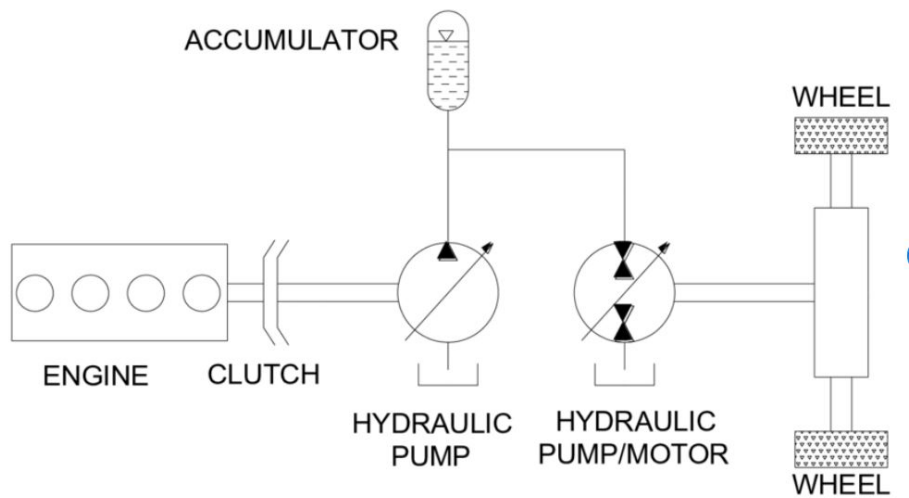 ACCUMULATOR
WHEEL
ENGINE
CLUTCH
HYDRAULIC
PUMP
HYDRAULIC
PUMP/MOTOR
WHEEL